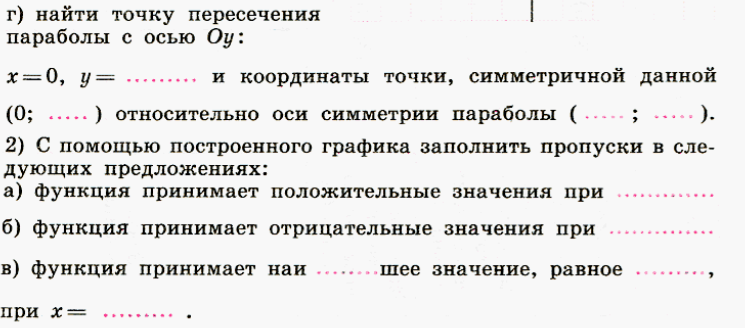 г) найти точку пересечения
параболы с осью Oy:
x=0, y= ......... и координаты точки, симметричной данной
(0; ..... ) относительно оси симметрии параболы ( ..... ; ..... ).
2) С помощью построенного графика заполнить пропуски в сле-
дующих предложениях:
а) функция принимает положительные значения при .............
б) функция принимает отрицательные значения при .............
в) функция принимает наи ........шее значение, равное .........,
при x= ......... .